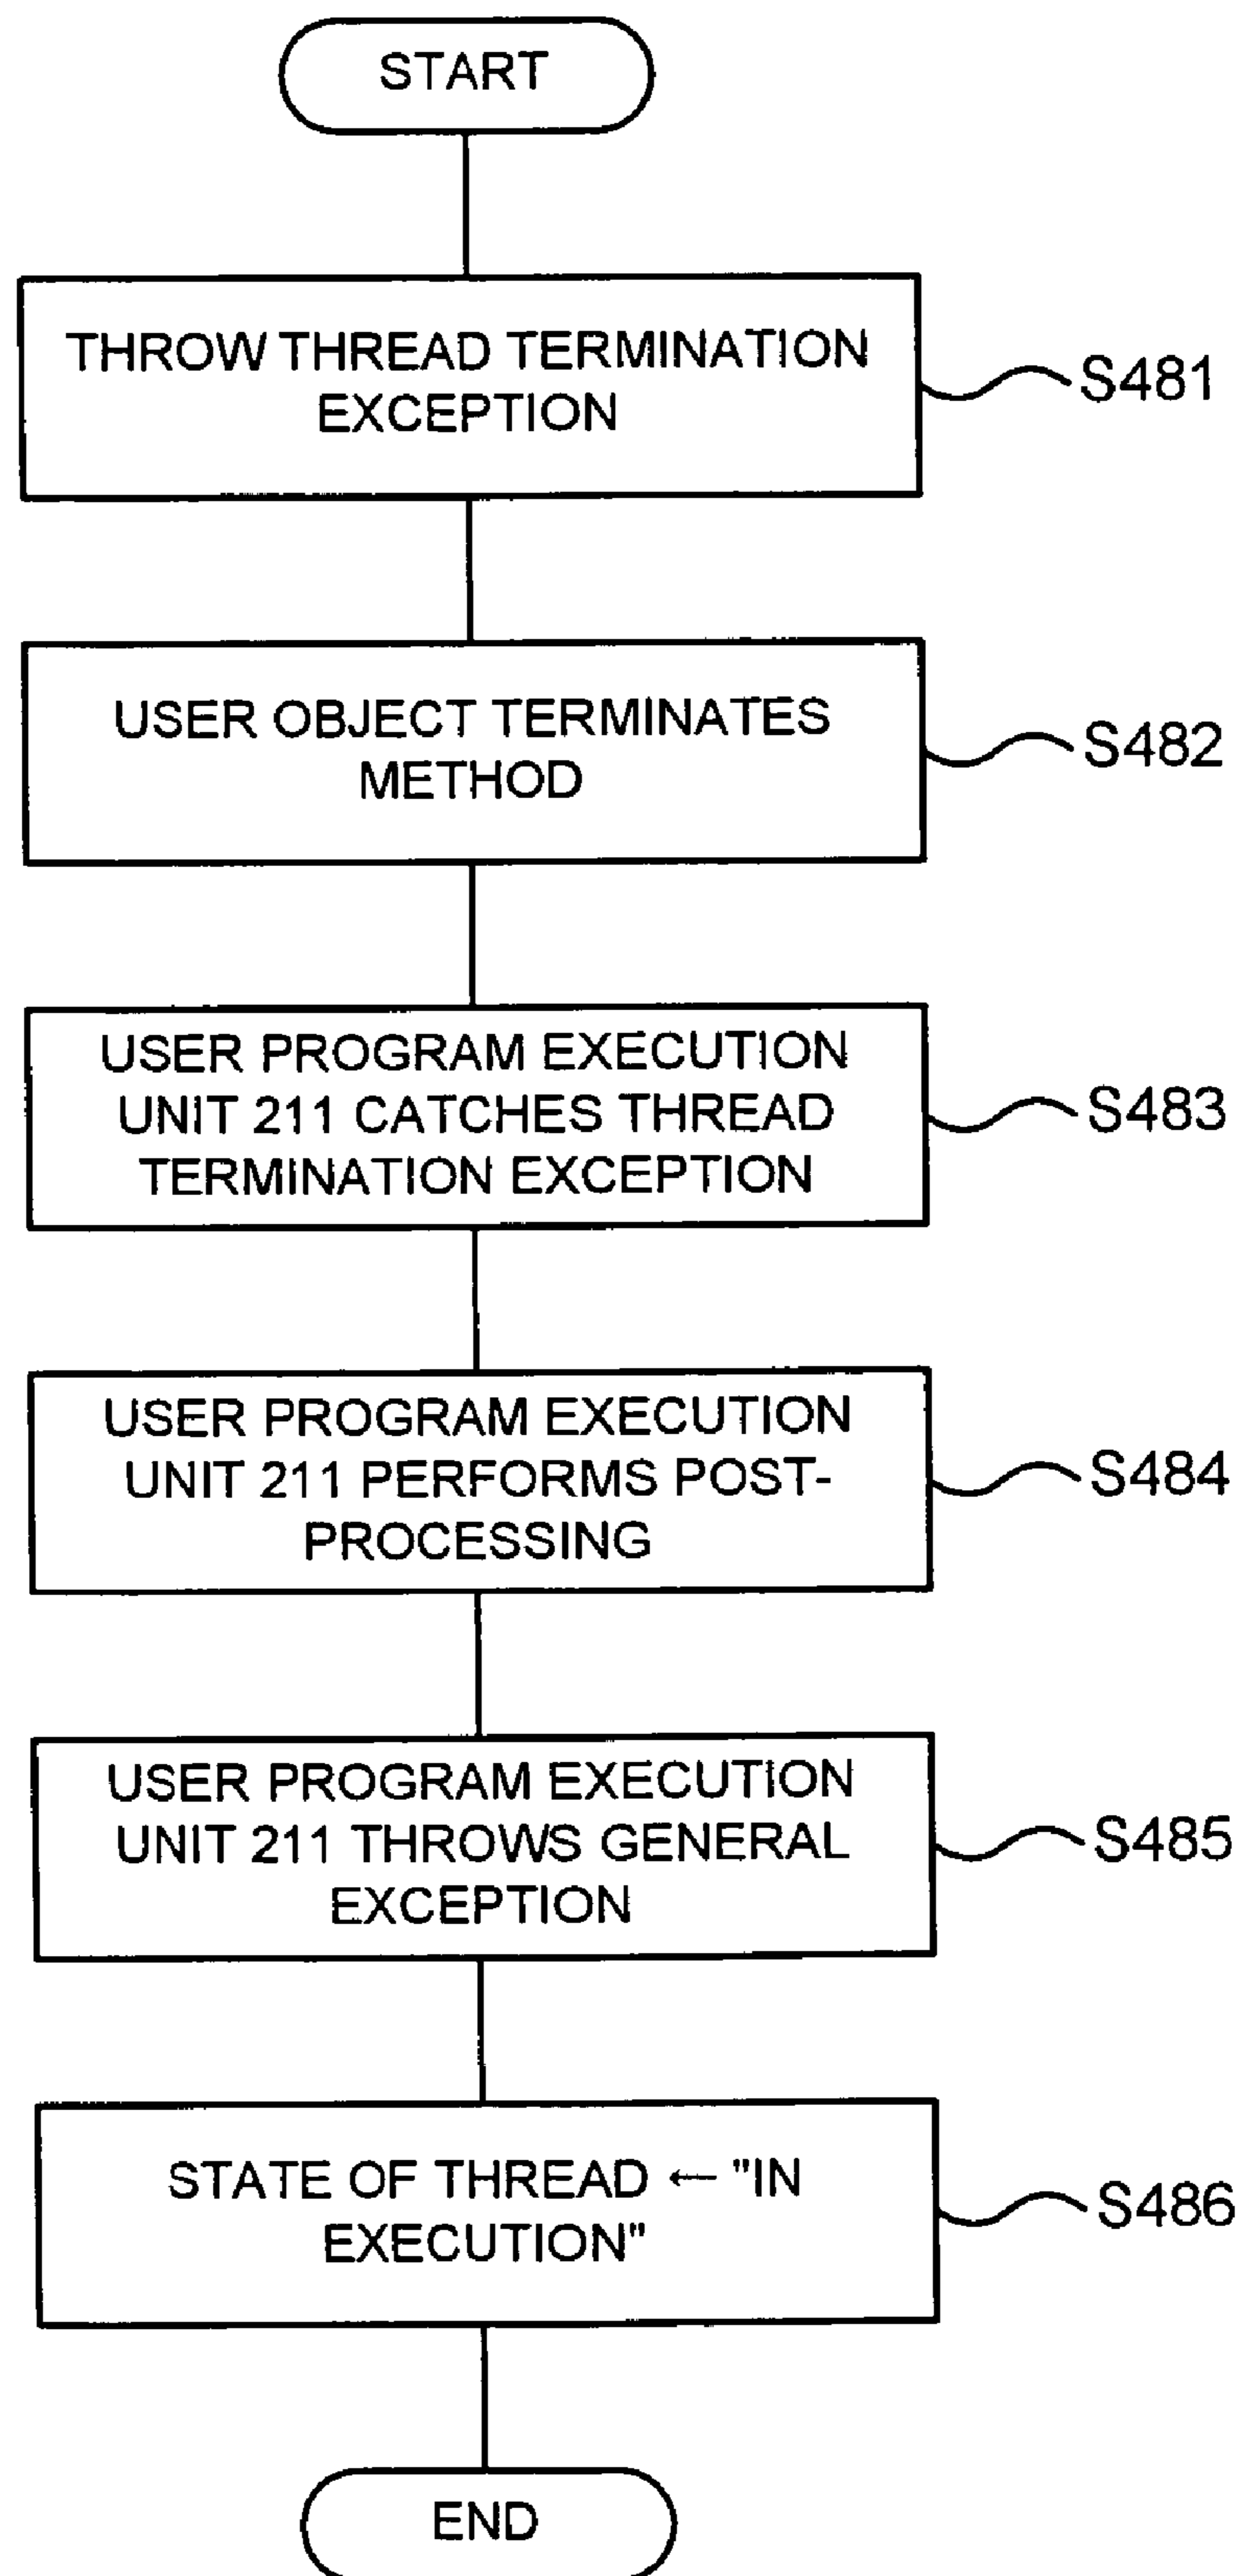 START
THROW THREAD TERMINATION
EXCEPTION
S481
USER OBJECT TERMINATES
METHOD
S482
USER PROGRAM EXECUTION
UNIT 211 CATCHES THREAD
TERMINATION EXCEPTION
S483
USER PROGRAM EXECUTION
UNIT 211 PERFORMS POST-
PROCESSING
S484
USER PROGRAM EXECUTION
UNIT 211 THROWS GENERAL
EXCEPTION
S485
STATE OF THREAD ← "IN
EXECUTION"
S486
END